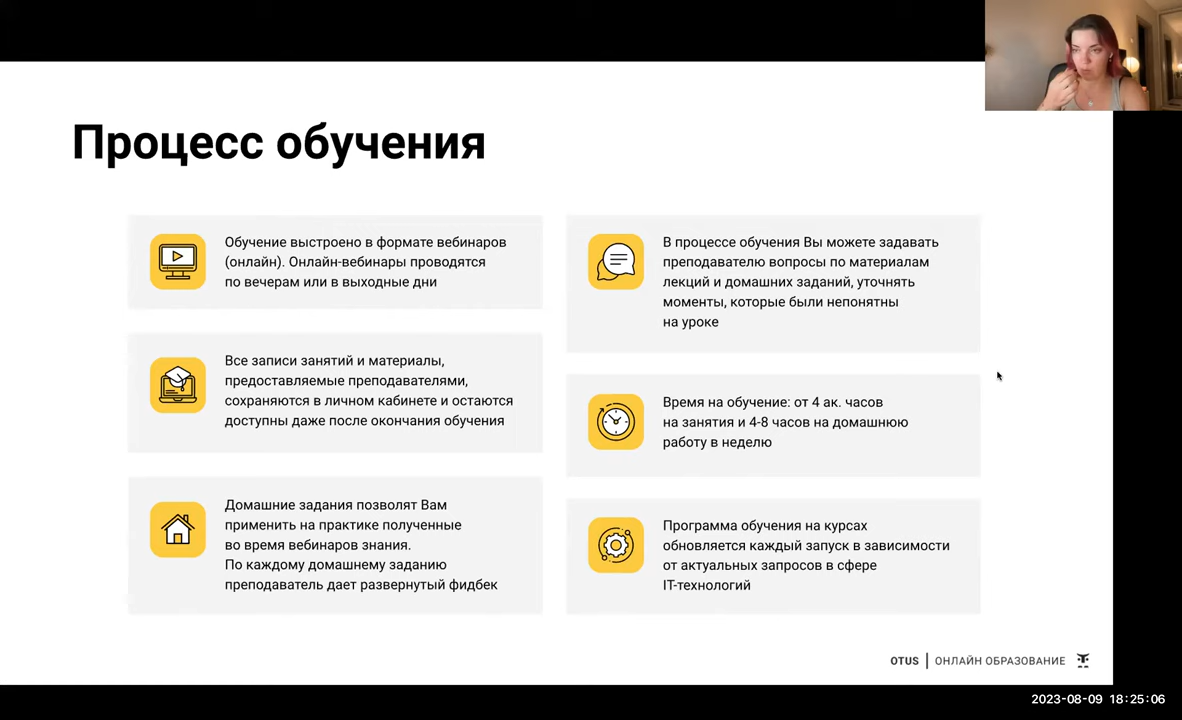 Процесс обучения
Обучение выстроено в формате вебинаров
(онлайн). Онлайн-вебинары проводятся
по вечерам или в выходные дни
Все записи занятий и материалы,
предоставляемые преподавателями,
сохраняются в личном кабинете и остаются
доступны даже после окончания обучения
Домашние задания позволят Вам
применить на практике полученные
во время вебинаров знания.
По каждому домашнему заданию
преподаватель дает развернутый фидбек
В процессе обучения Вы можете задавать
преподавателю вопросы по материалам
лекций и домашних заданий, уточнять
моменты, которые были непонятны
на уроке
Время на обучение: от 4 ак. часов
на занятия и 4-8 часов на домашнюю
работу в неделю
Программа обучения на курсах
обновляется каждый запуск в зависимости
от актуальных запросов в сфере
IT-технологий
OTUS | ОНЛАЙН ОБРАЗОВАНИЕ
2023-08-09 18:25:06